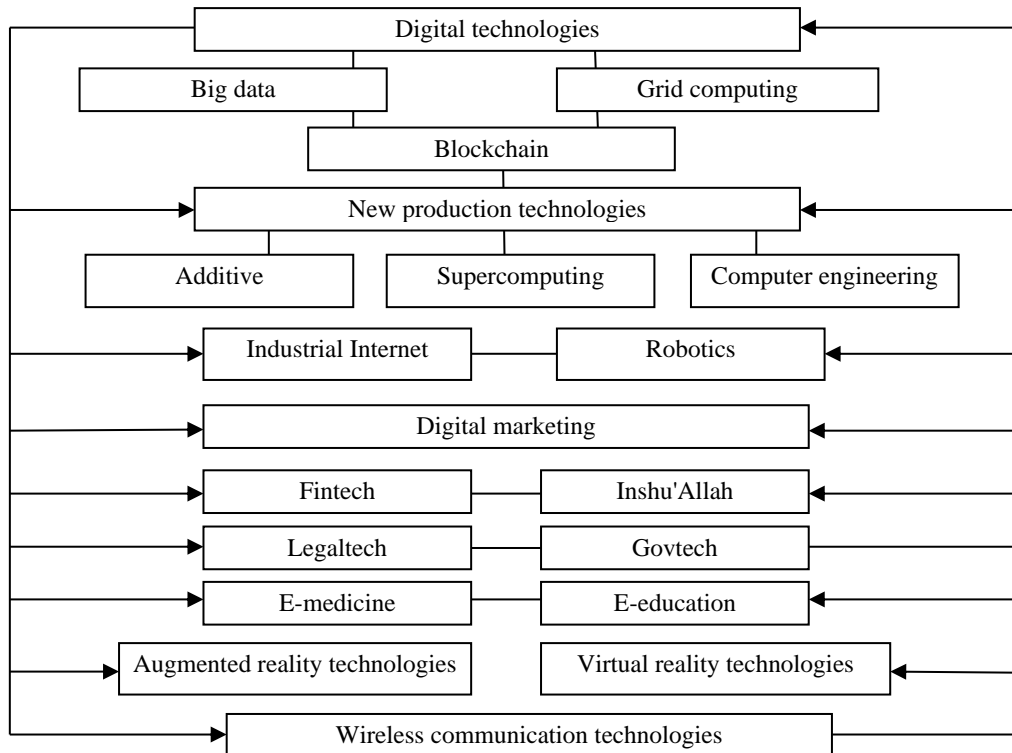 Digital technologies
Big data
Grid computing
Blockchain
New production technologies
Additive
Supercomputing
Computer engineering
Industrial Internet
Robotics
Digital marketing
Fintech
Inshu'Allah
Legaltech
Govtech
E-medicine
E-education
Augmented reality technologies
Virtual reality technologies
Wireless communication technologies